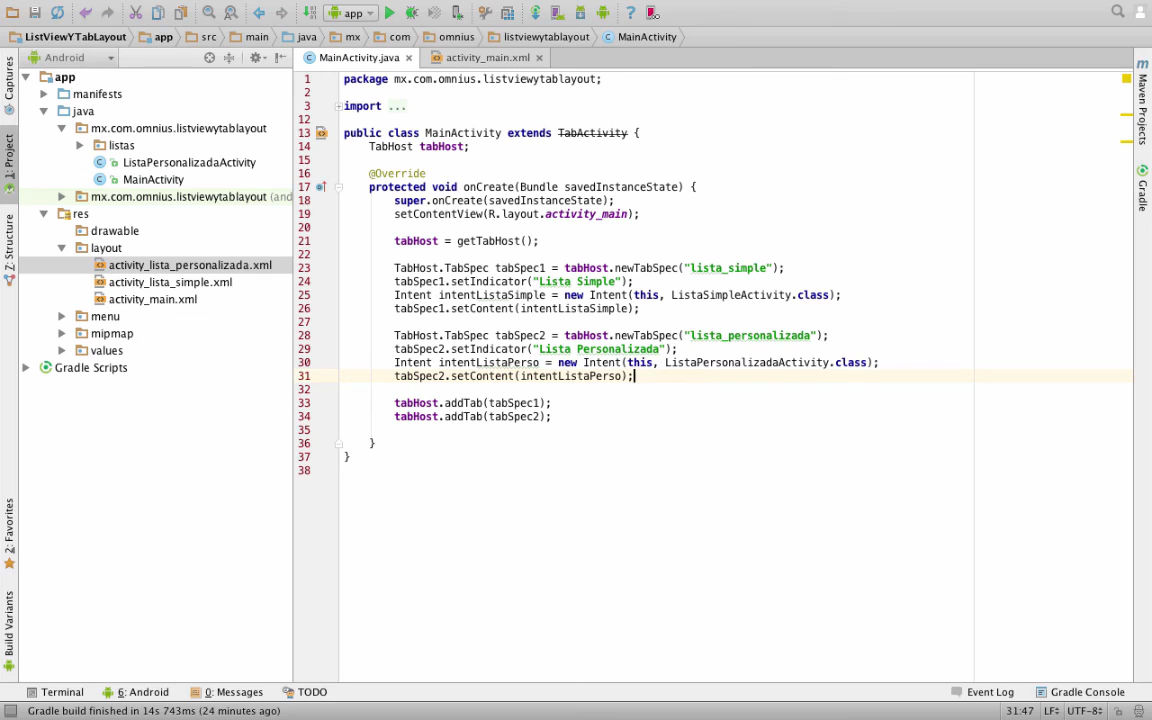 app
ListViewYTabLayout app src main java mx com omnius listviewytablayout MainActivity
Android
MainActivity.java activity_main.xml
Captures
1: Project
7: Structure
2: Favorites
Build Variants
app
manifests
java
mx.com.omnius.listviewytablayout
listas
ListaPersonalizadaActivity
MainActivity
mx.com.omnius.listviewytablayout (and
res
drawable
layout
activity_lista_personalizada.xml
activity_lista_simple.xml
activity_main.xml
menu
mipmap
values
Gradle Scripts
1 package mx.com.omnius.listviewytablayout;
2
3 import ...
12
13 public class MainActivity extends TabActivity {
14 TabHost tabHost;
15
16 @Override
17 protected void onCreate(Bundle savedInstanceState) {
18 super.onCreate(savedInstanceState);
19 setContentView(R.layout.activity_main);
20
21 tabHost = getTabHost();
22
23 TabHost.TabSpec tabSpec1 = tabHost.newTabSpec("lista_simple");
24 tabSpec1.setIndicator("Lista Simple");
25 Intent intentListaSimple = new Intent(this, ListaSimpleActivity.class);
26 tabSpec1.setContent(intentListaSimple);
27
28 TabHost.TabSpec tabSpec2 = tabHost.newTabSpec("lista_personalizada");
29 tabSpec2.setIndicator("Lista Personalizada");
30 Intent intentListaPerso = new Intent(this, ListaPersonalizadaActivity.class);
31 tabSpec2.setContent(intentListaPerso);
32
33 tabHost.addTab(tabSpec1);
34 tabHost.addTab(tabSpec2);
35
36 }
37 }
38
Maven Projects
Gradle
Terminal 6: Android 0: Messages TODO Event Log Gradle Console
Gradle build finished in 14s 743ms (24 minutes ago) 31:47 LF UTF-8